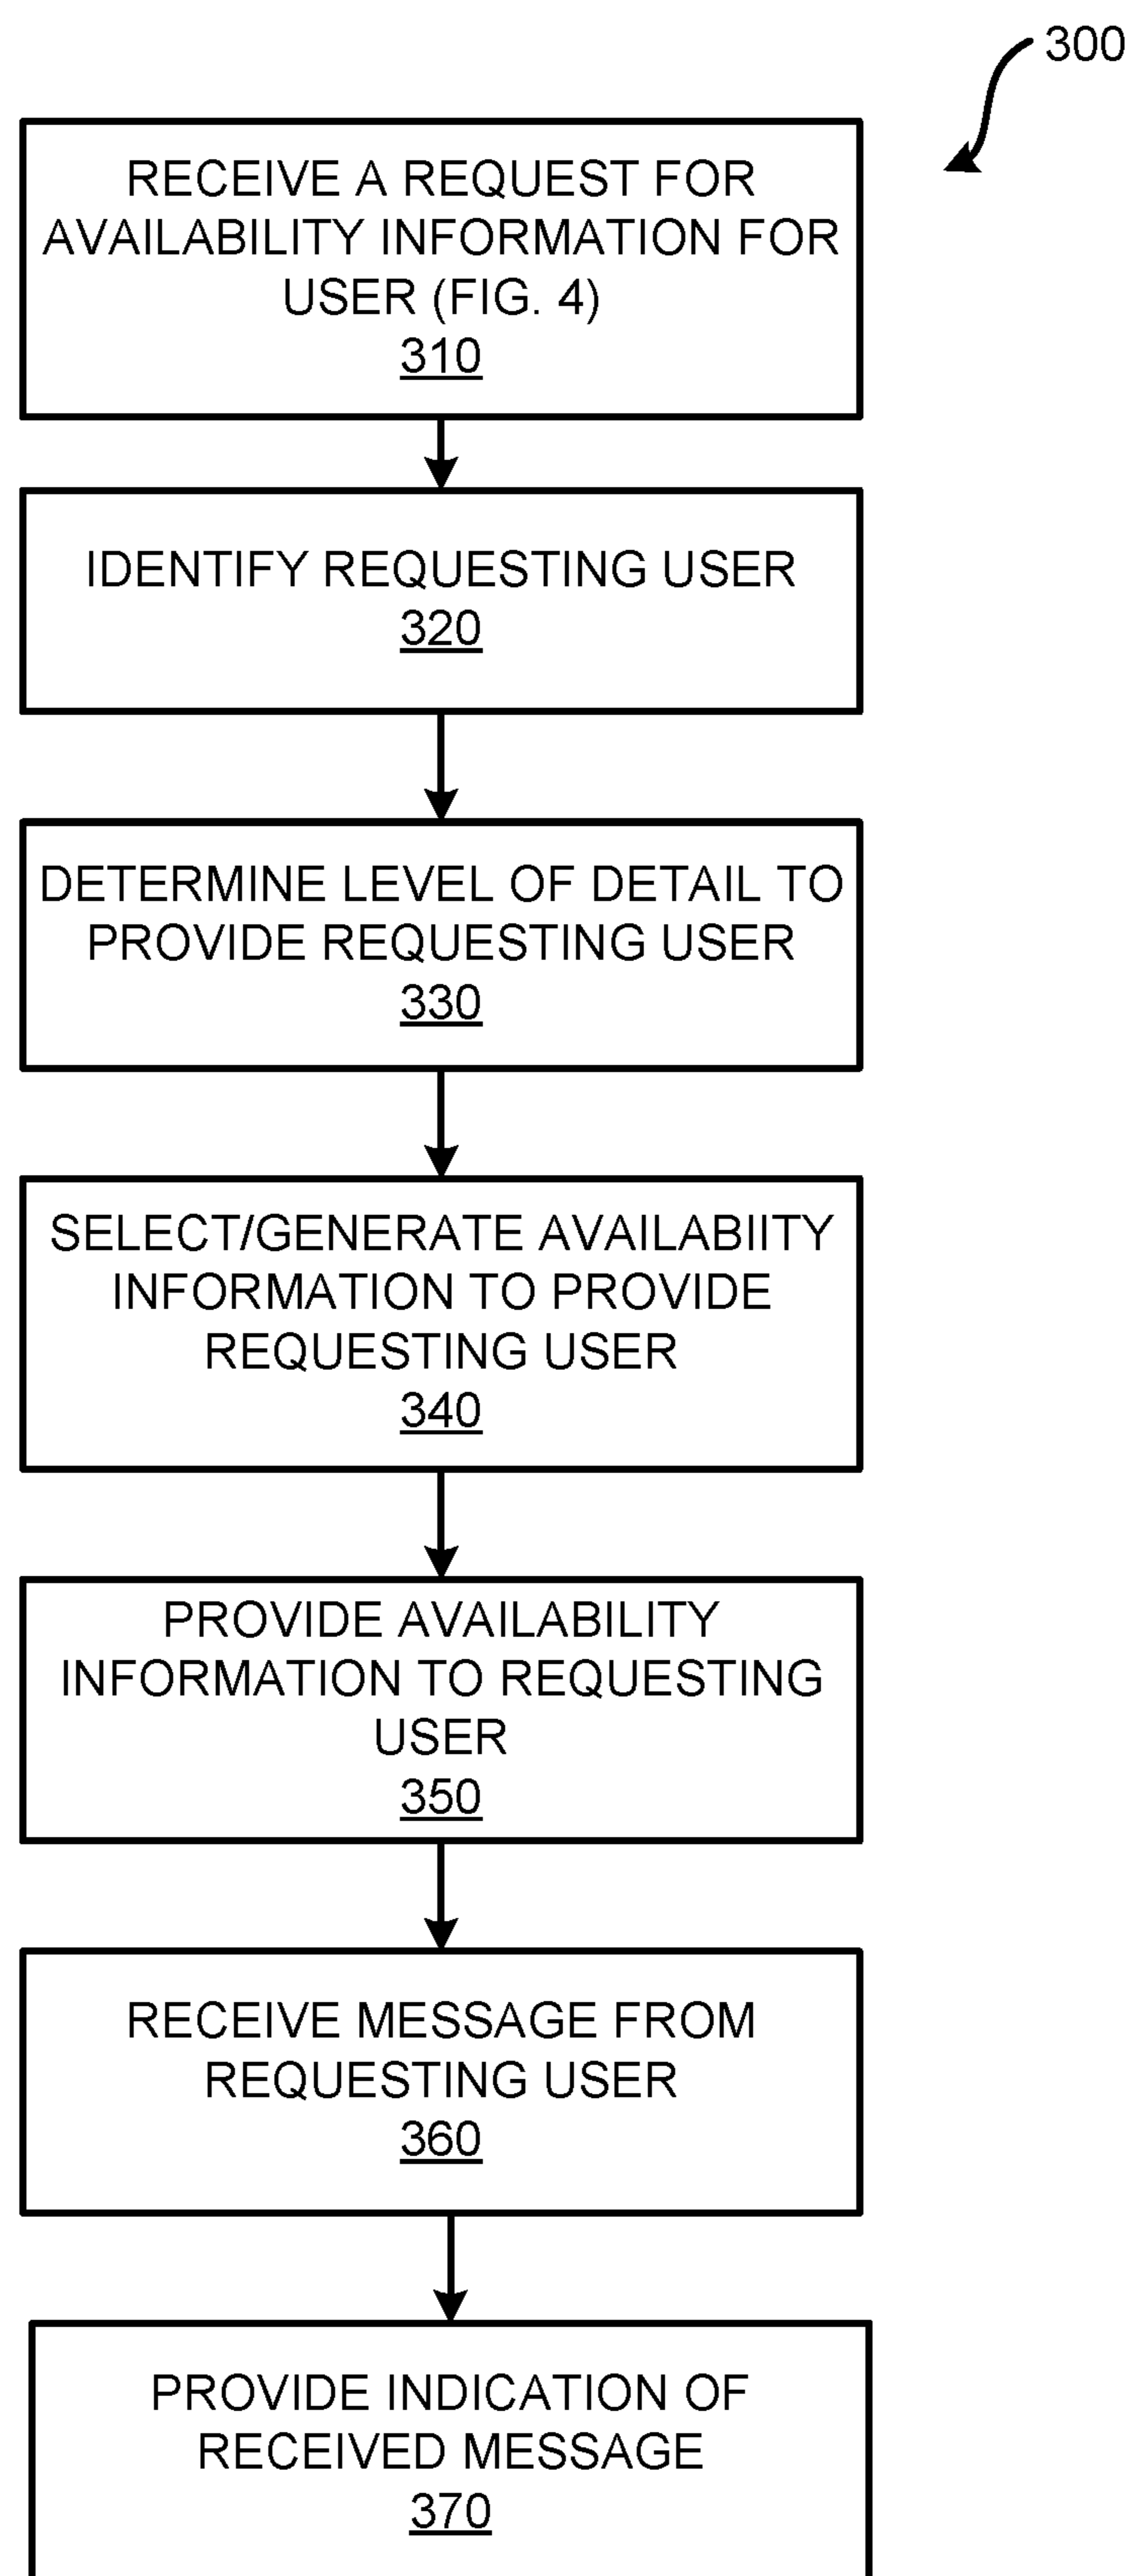 300
RECEIVE A REQUEST FOR
AVAILABILITY INFORMATION FOR
USER (FIG. 4)
310
IDENTIFY REQUESTING USER
320
DETERMINE LEVEL OF DETAIL TO
PROVIDE REQUESTING USER
330
SELECT/GENERATE AVAILABIITY
INFORMATION TO PROVIDE
REQUESTING USER
340
PROVIDE AVAILABILITY
INFORMATION TO REQUESTING
USER
350
RECEIVE MESSAGE FROM
REQUESTING USER
360
PROVIDE INDICATION OF
RECEIVED MESSAGE
370